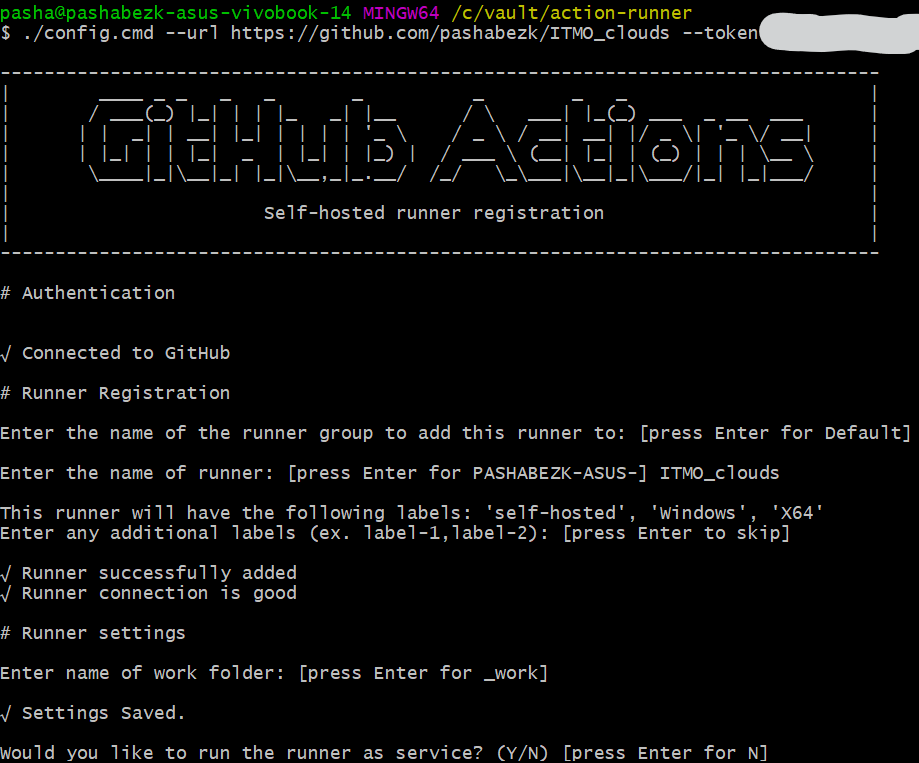 pasha@pashabezk-asus-vivobook-14 MINGW64 /c/vault/action-runner
$ ./config.cmd --url https://github.com/pashabezk/ITMO_clouds --token
GitHub Actions
Self-hosted runner registration
# Authentication
√ Connected to GitHub
# Runner Registration
Enter the name of the runner group to add this runner to: [press Enter for Default]
Enter the name of runner: [press Enter for PASHABEZK-ASUS-] ITMO_clouds
This runner will have the following labels: 'self-hosted', 'Windows', 'X64'
Enter any additional labels (ex. label-1,label-2): [press Enter to skip]
√ Runner successfully added
√ Runner connection is good
# Runner settings
Enter name of work folder: [press Enter for _work]
√ Settings Saved.
Would you like to run the runner as service? (Y/N) [press Enter for N]